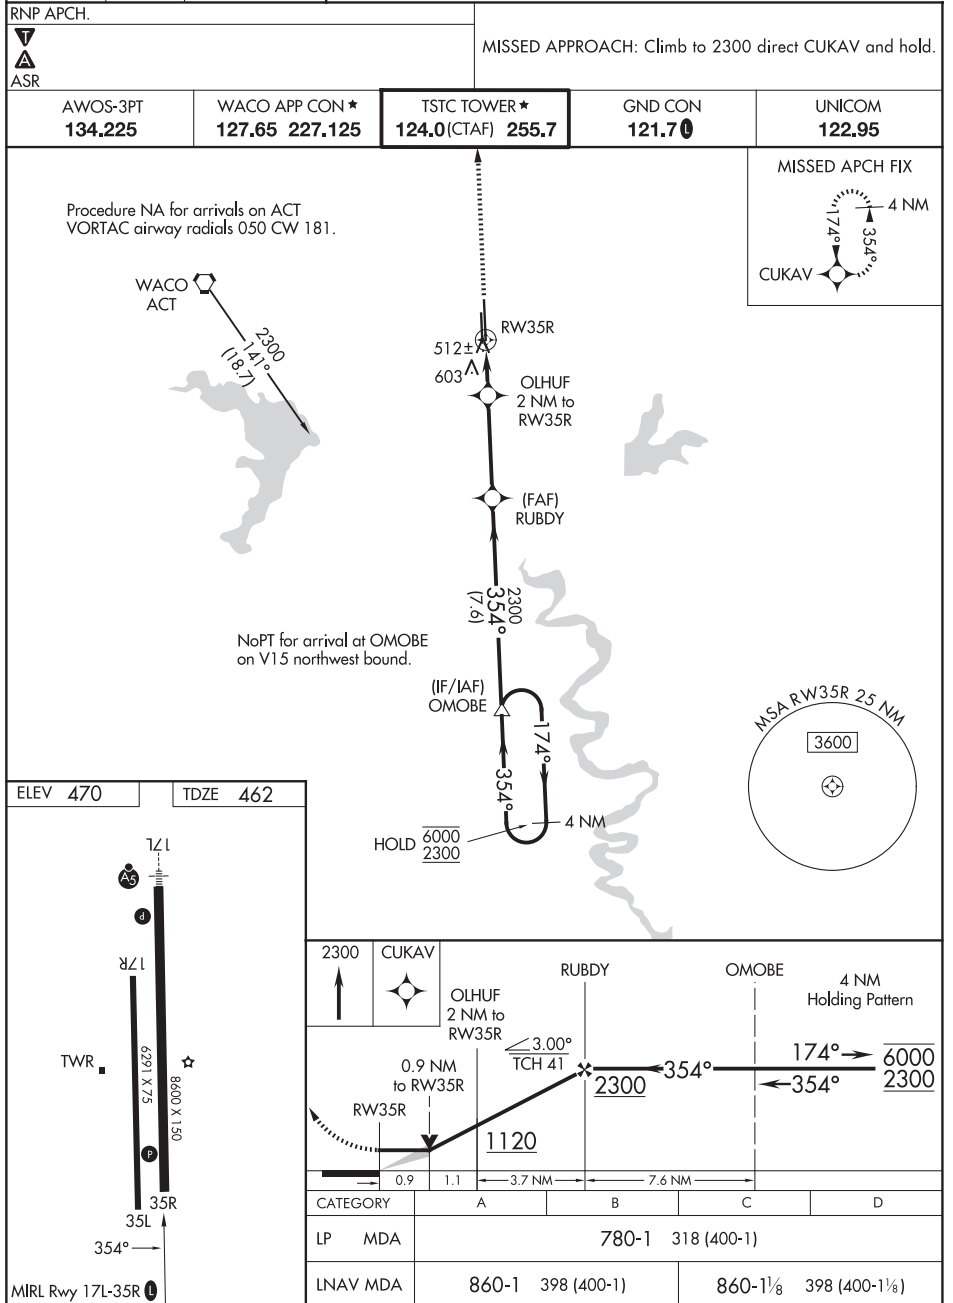 RNP APCH.
T
A
ASR
MISSED APPROACH: Climb to 2300 direct CUKAV and hold.
AWOS-3PT
134.225
WACO APP CON★
127.65 227.125
TSTC TOWER★
124.0 (CTAF) 255.7
GND CON
121.7 L
UNICOM
122.95
MISSED APCH FIX
4 NM
174°
354°
CUKAV
Procedure NA for arrivals on ACT
VORTAC airway radials 050 CW 181.
WACO
ACT
2300
141°
(18.7)
RW35R
512±
603
OLHUF
2 NM to
RW35R
(FAF)
RUBDY
2300
354°
(7.6)
NoPT for arrival at OMOBE
on V15 northwest bound.
(IF/IAF)
OMOBE
174°
354°
4 NM
HOLD 6000
2300
MSA RW35R 25 NM
3600
ELEV 470
TDZE 462
17L
A5
P
17R
TWR
6291 X 75
8600 X 150
P
35R
35L
354°
MIRL Rwy 17L-35R L
2300
CUKAV
OLHUF
2 NM to
RW35R
RUBDY
OMOBE
4 NM
Holding Pattern
3.00°
TCH 41
0.9 NM
to RW35R
RW35R
2300
354°
174°
354°
6000
2300
1120
0.9
1.1
3.7 NM
7.6 NM
CATEGORY A B C D
LP MDA 780-1 318 (400-1)
LNAV MDA 860-1 398 (400-1) 860-1⅛ 398 (400-1⅛)